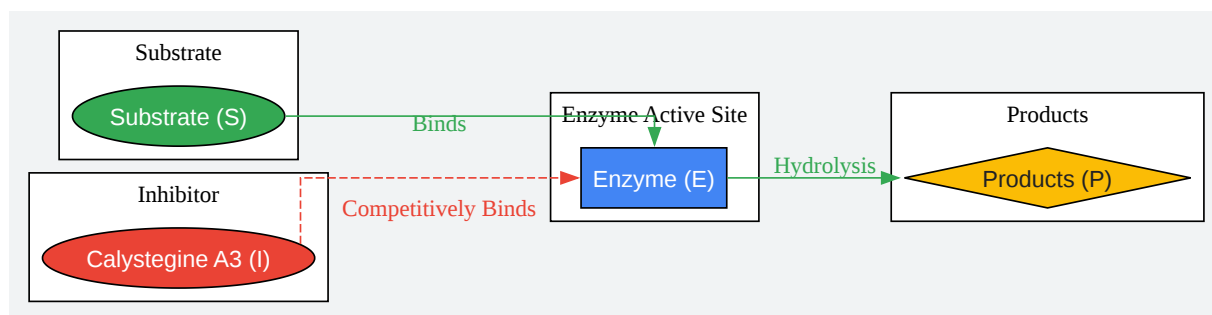 Substrate
Substrate (S)
Binds
Enzyme Active Site
Enzyme (E)
Hydrolysis
Products
Products (P)
Inhibitor
Competitively Binds
Calystegine A3 (I)